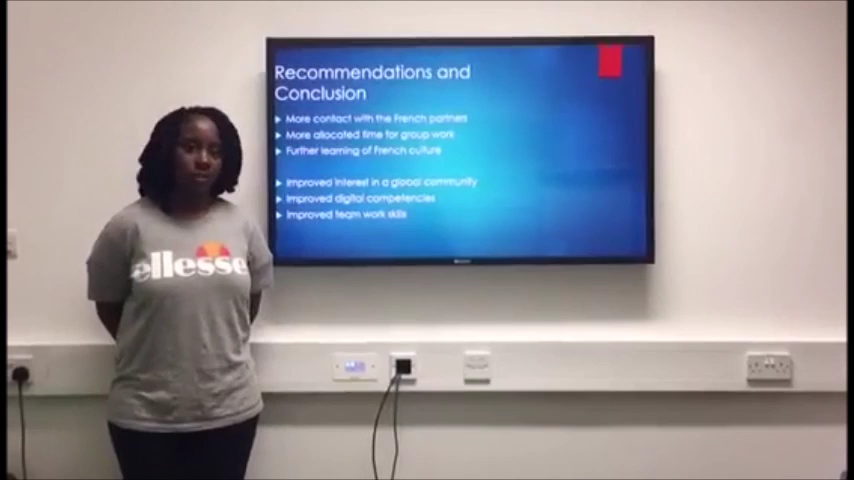 Recommendations and
Conclusion
More contact with the French partners
More allocated time for group work
Further learning of French culture
Improved interest in a global community
Improved digital competencies
Improved team work skills
ellesse